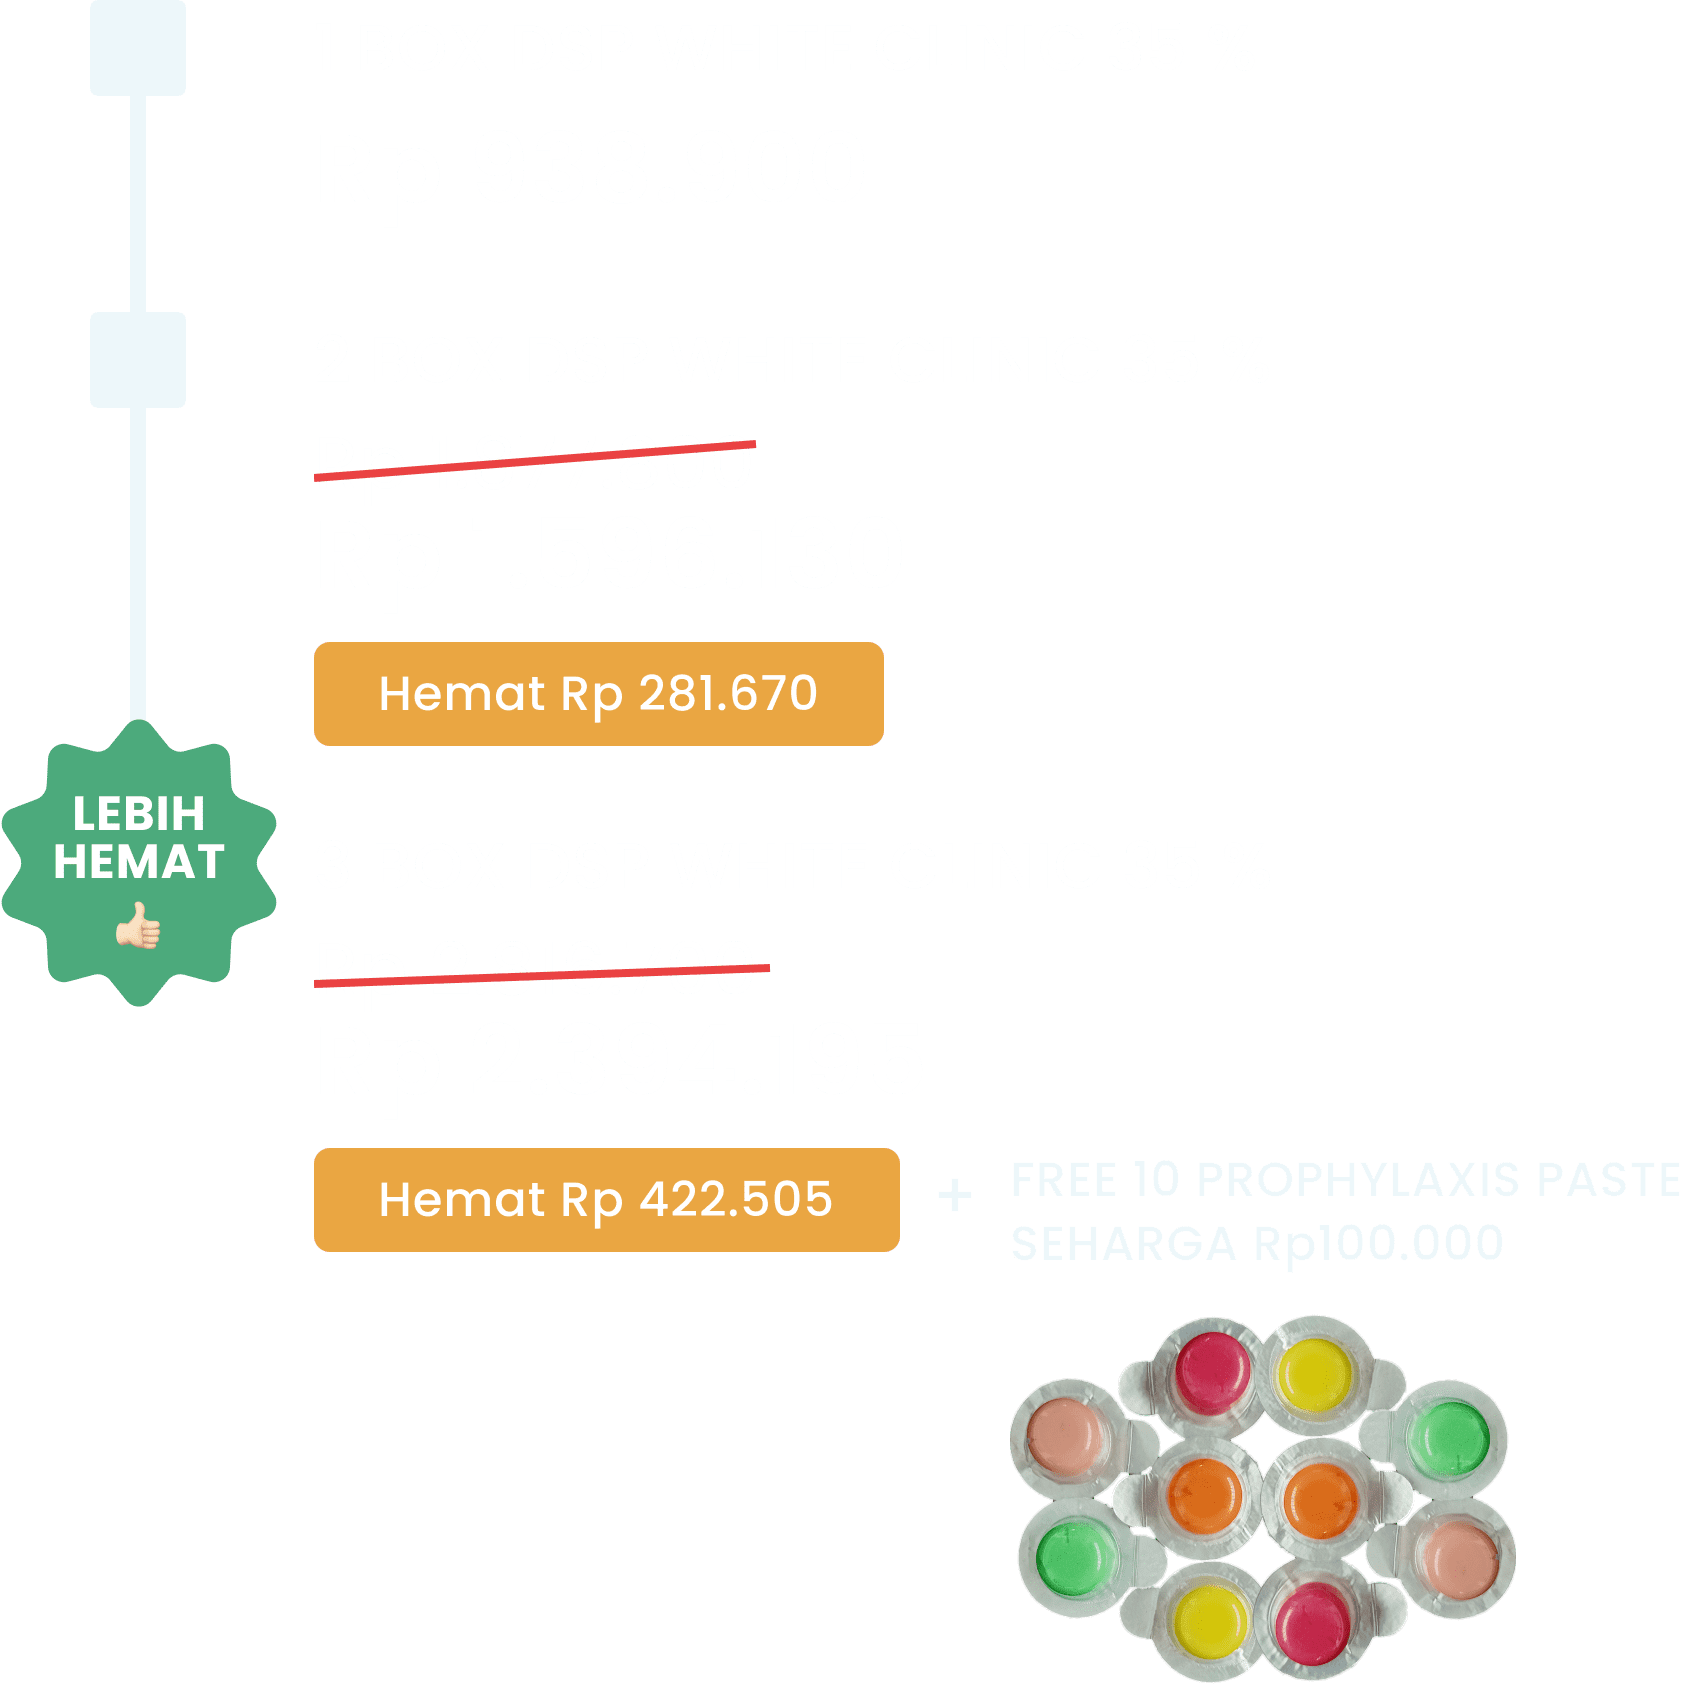 Hemat Rp 281.670
LEBIH
HEMAT
Hemat Rp 422.505
+
FREE 10 PROPHYLAXIS PASTE
SEHARGA Rp100.000